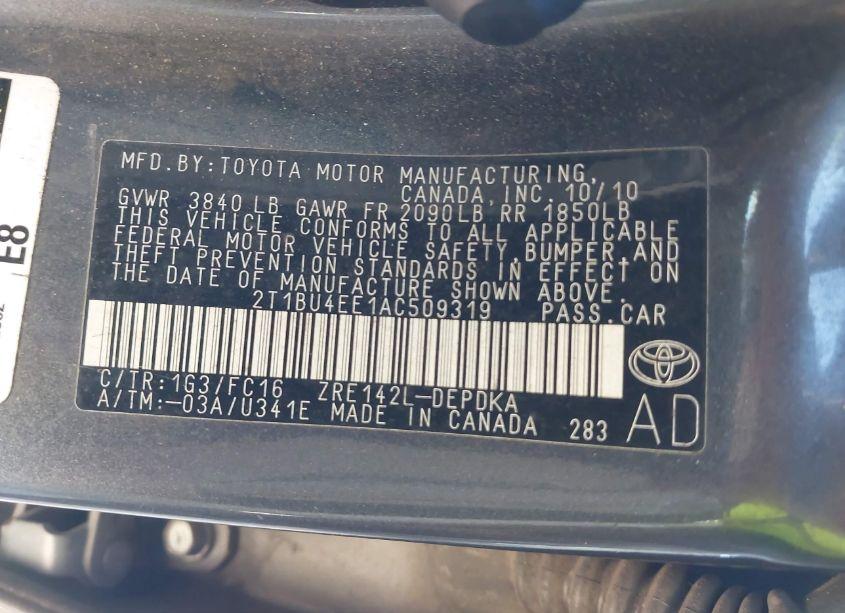 MFD.BY:TOYOTA MOTOR MANUFACTURING,
CANADA,INC. 10/10
GVWR 3840 LB GAWR FR 2090LB RR 1850LB
THIS VEHICLE CONFORMS TO ALL APPLICABLE
FEDERAL MOTOR VEHICLE SAFETY,BUMPER,AND
THEFT PREVENTION STANDARDS IN EFFECT ON
THE DATE OF MANUFACTURE SHOWN ABOVE.
2T1BU4EE1AC509319 PASS.CAR
C/TR:1G3/FC16 ZRE142L-DEPDKA
A/TM:-03A/U341E MADE IN CANADA 283
AD
E8